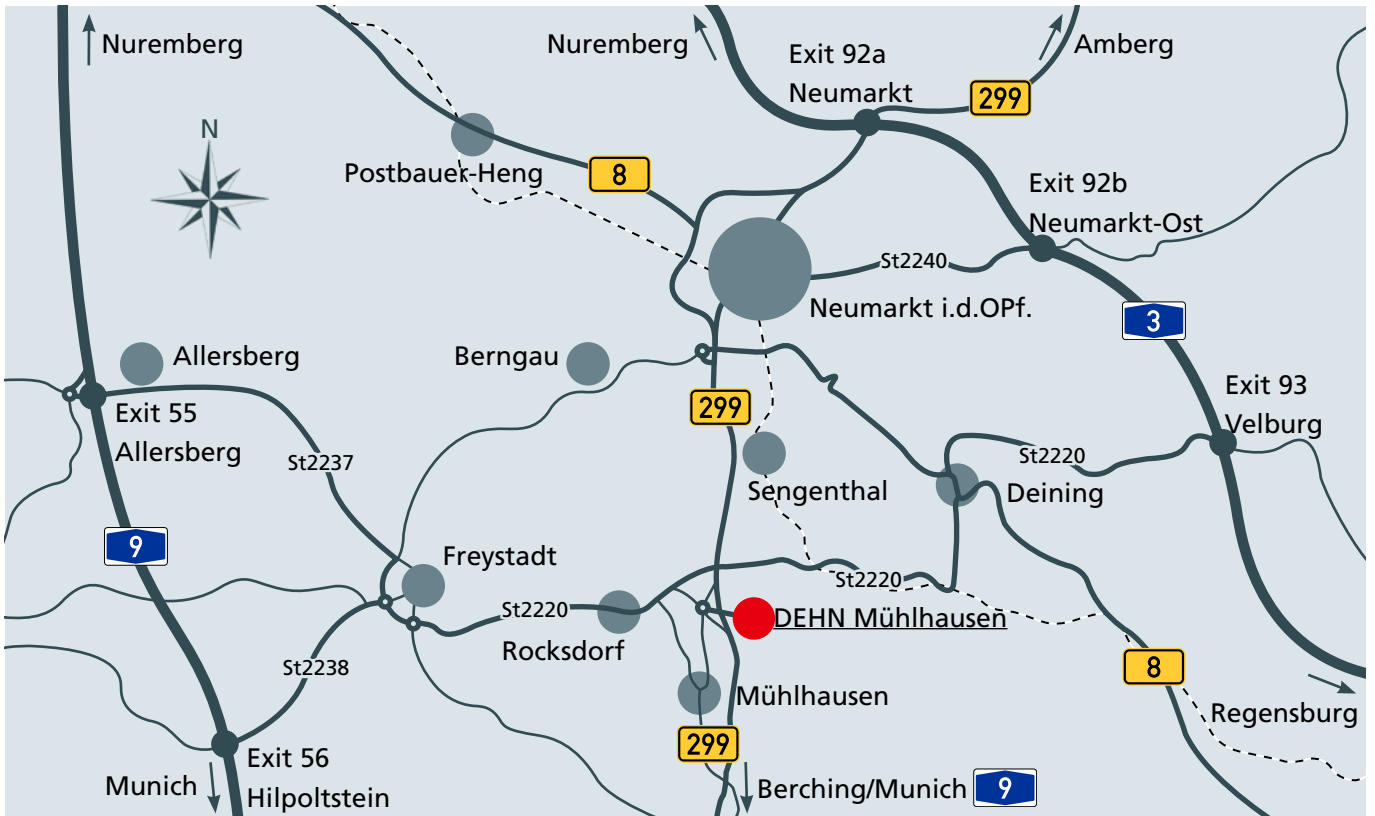 Nuremberg
Nuremberg
Exit 92a
Neumarkt
Amberg
299
N
Postbauer-Heng
8
Exit 92b
Neumarkt-Ost
St2240
Neumarkt i.d.OPf.
3
Allersberg
Berngau
Exit 55
Allersberg
299
Exit 93
Velburg
St2237
Sengenthal
St2220
Deining
9
Freystadt
St2220
St2220
DEHN Mühlhausen
Rocksdorf
St2238
Mühlhausen
8
Regensburg
299
Exit 56
Hilpoltstein
Munich
Berching/Munich 9